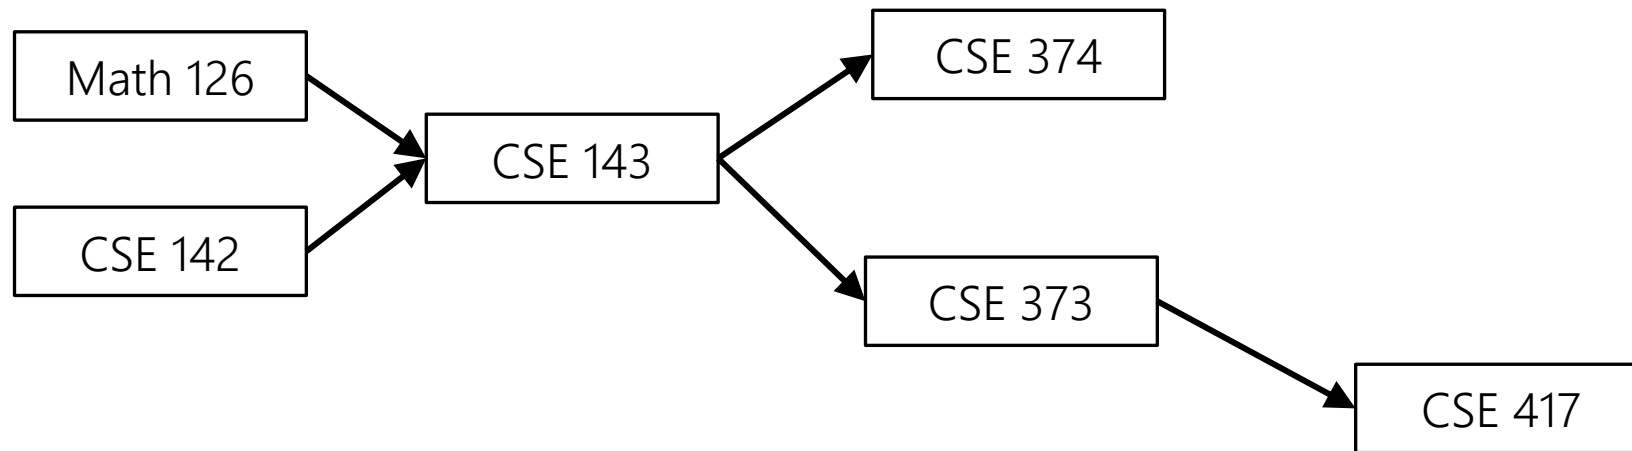 Math 126
CSE 142
CSE 143
CSE 374
CSE 373
CSE 417